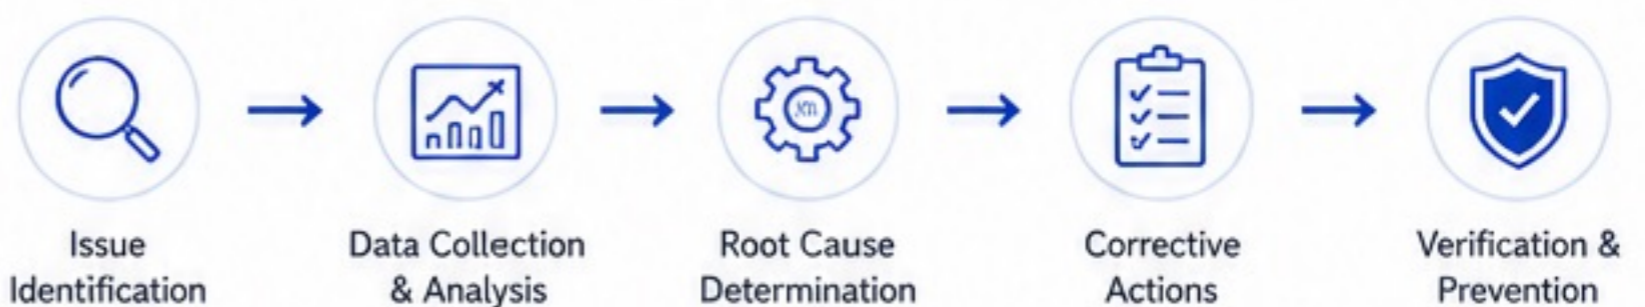 Issue
Identification
Data Collection
& Analysis
Root Cause
Determination
Corrective
Actions
Verification &
Prevention